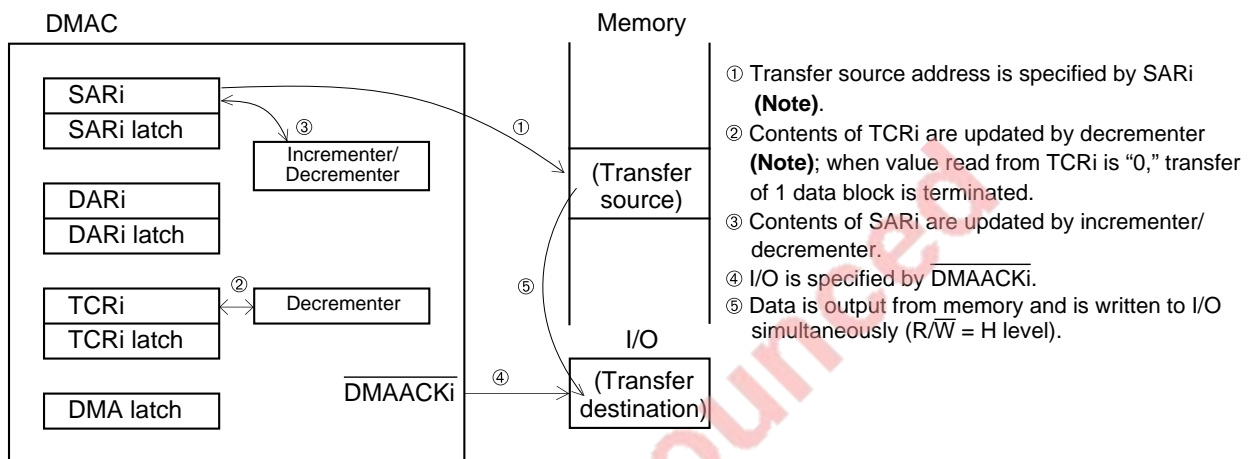 DMAC
Memory
SARi
SARi latch
③
Incrementer/
Decrementer
①
DARi
DARi latch
TCRi
TCRi latch
②
Decrementer
DMA latch
DMAACKi
④
(Transfer
source)
⑤
I/O
(Transfer
destination)
① Transfer source address is specified by SARi
(Note).
② Contents of TCRi are updated by decrementer
(Note); when value read from TCRi is “0,” transfer
of 1 data block is terminated.
③ Contents of SARi are updated by incrementer/
decrementer.
④ I/O is specified by DMAACKi.
⑤ Data is output from memory and is written to I/O
simultaneously (R/W = H level).
ounced